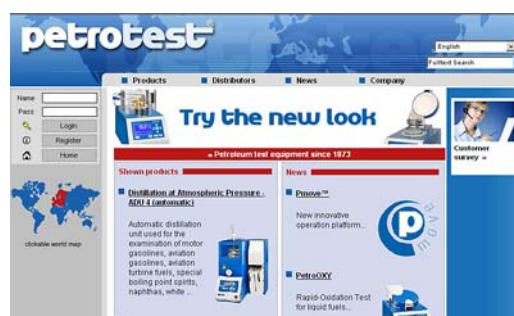 petrotest
English
Fulltext Search
Products
Distributors
News
Company
Name
Pass
Login
Register
Home
clickable world map
Try the new look
» Petroleum test equipment since 1873
Customer
survey »
Shown products
Distillation at Atmospheric Pressure -
ADU 4 (automatic)
Automatic distillation
unit used for the
examination of motor
gasolines, aviation
gasolines, aviation
turbine fuels, special
boiling point spirits,
naphthas, white ...
News
Pmove™
New innovative
operation platform...
PetroOXY
Rapid-Oxidation Test
for liquid fuels...